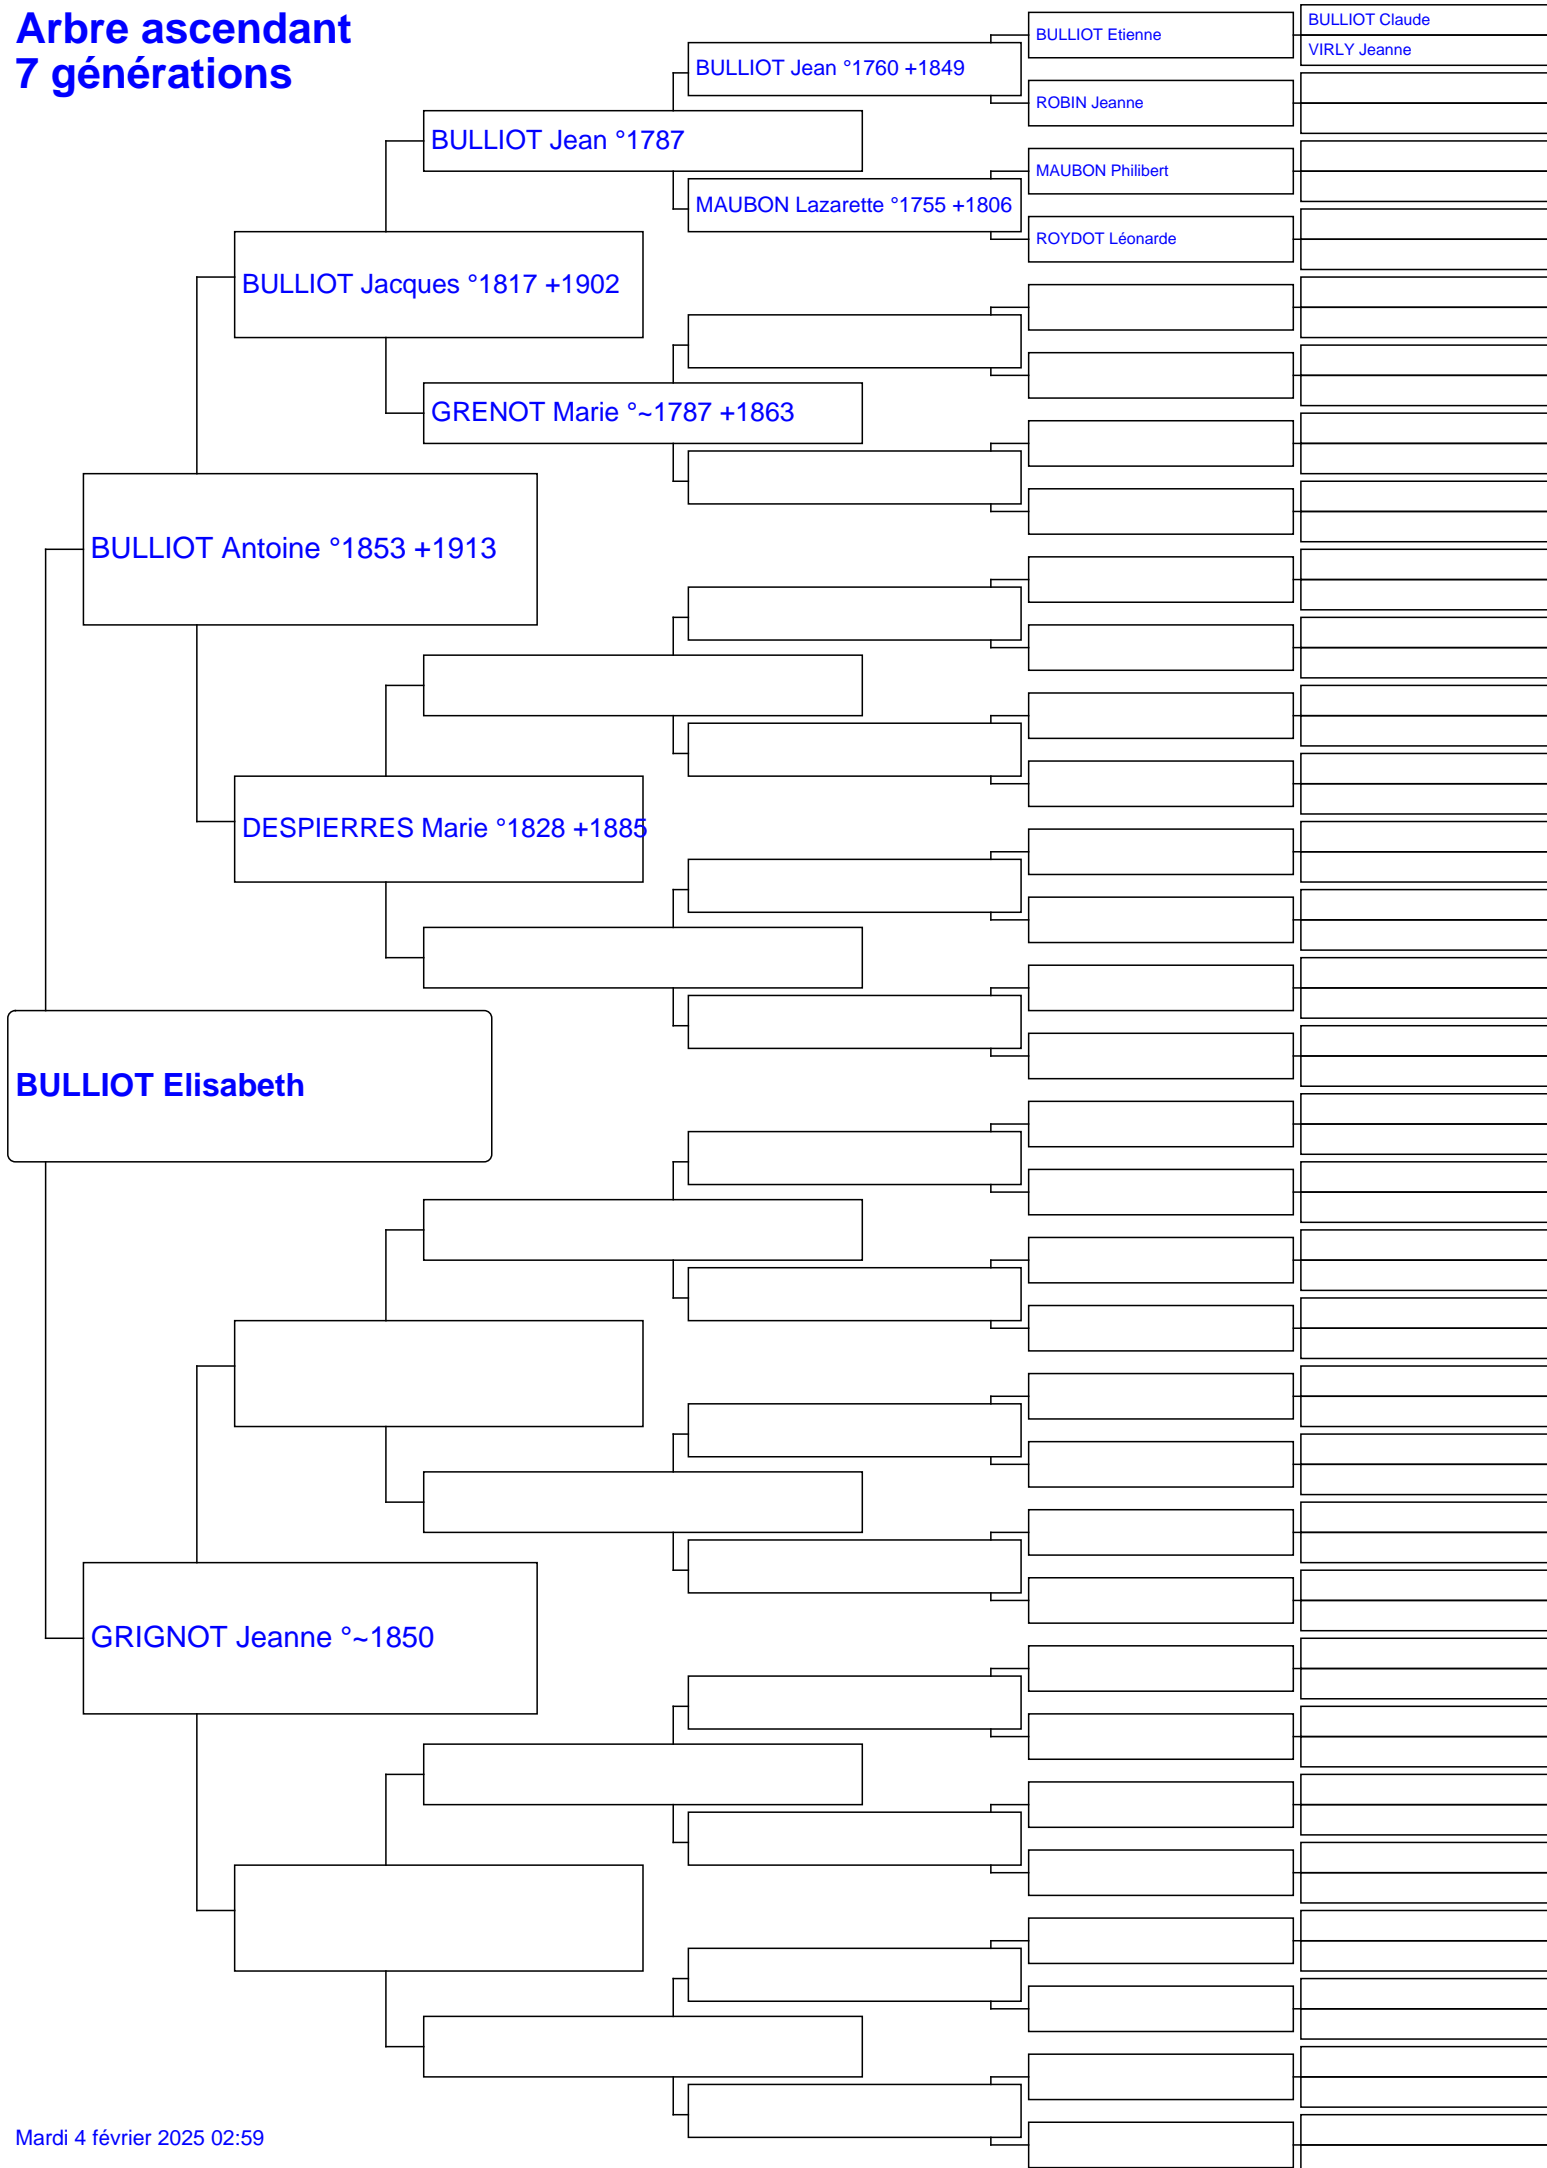 Arbre ascendant
7 générations
BULLIOT Claude
VIRLY Jeanne
BULLIOT Etienne
BULLIOT Jean °1760 +1849
ROBIN Jeanne
BULLIOT Jean °1787
MAUBON Philibert
MAUBON Lazarette °1755 +1806
ROYDOT Léonarde
BULLIOT Jacques °1817 +1902
GRENOT Marie °~1787 +1863
BULLIOT Antoine °1853 +1913
DESPIERRES Marie °1828 +1885
BULLIOT Elisabeth
GRIGNOT Jeanne °~1850
Mardi 4 février 2025 02:59